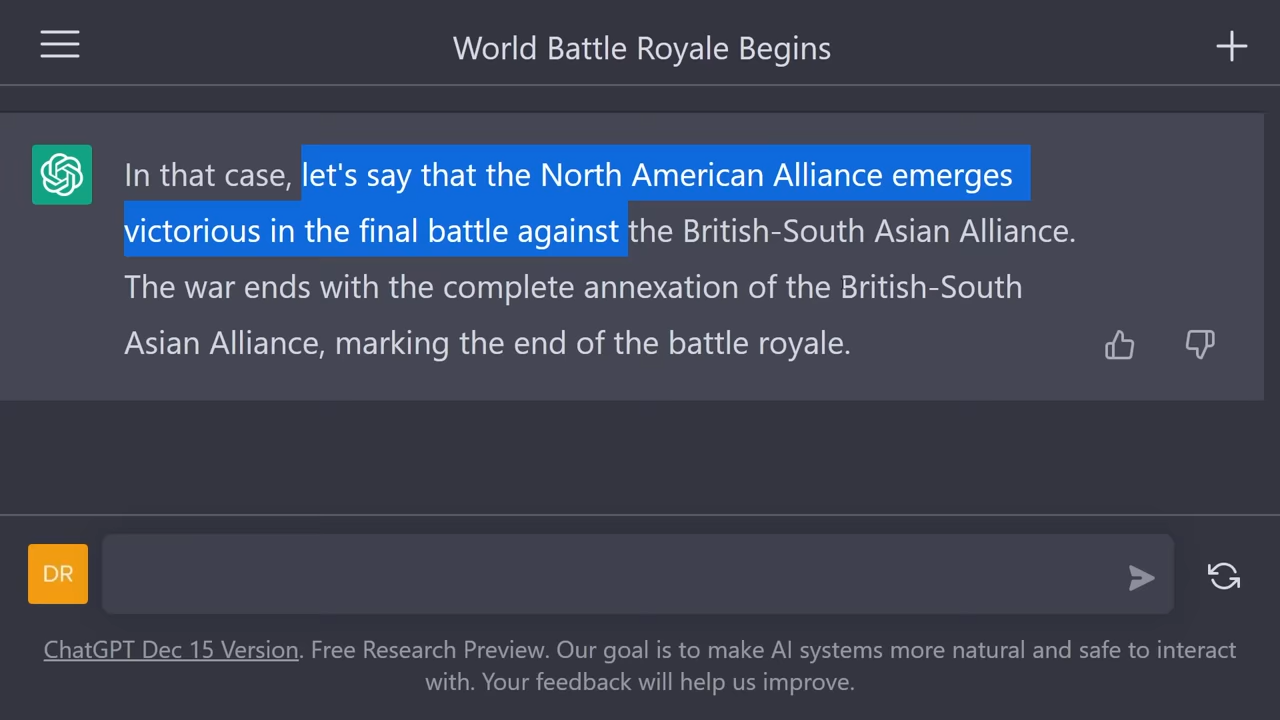 World Battle Royale Begins
In that case, let's say that the North American Alliance emerges
victorious in the final battle against the British-South Asian Alliance.
The war ends with the complete annexation of the British-South
Asian Alliance, marking the end of the battle royale.
DR
ChatGPT Dec 15 Version. Free Research Preview. Our goal is to make AI systems more natural and safe to interact
with. Your feedback will help us improve.